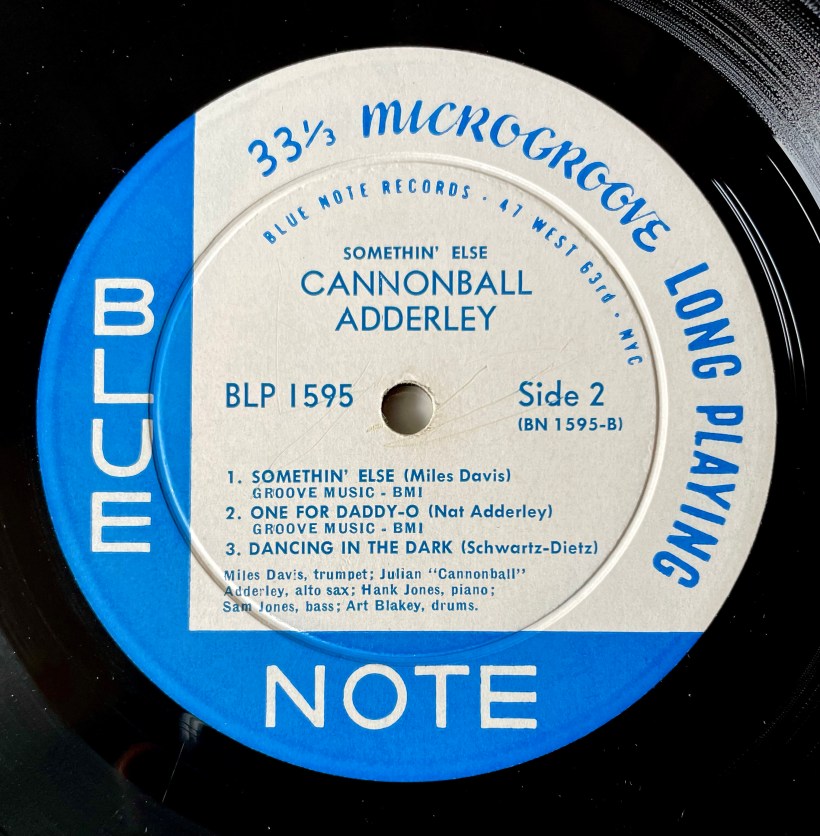 33⅓ MICROGROOVE LONG PLAYING
BLUE NOTE RECORDS · 47 WEST 63rd · NYC
SOMETHIN' ELSE
CANNONBALL
ADDERLEY
BLP 1595
Side 2
(BN 1595-B)
1. SOMETHIN' ELSE (Miles Davis)
GROOVE MUSIC - BMI
2. ONE FOR DADDY-O (Nat Adderley)
GROOVE MUSIC - BMI
3. DANCING IN THE DARK (Schwartz-Dietz)
Miles Davis, trumpet; Julian "Cannonball"
Adderley, alto sax; Hank Jones, piano;
Sam Jones, bass; Art Blakey, drums.
BLUE
NOTE